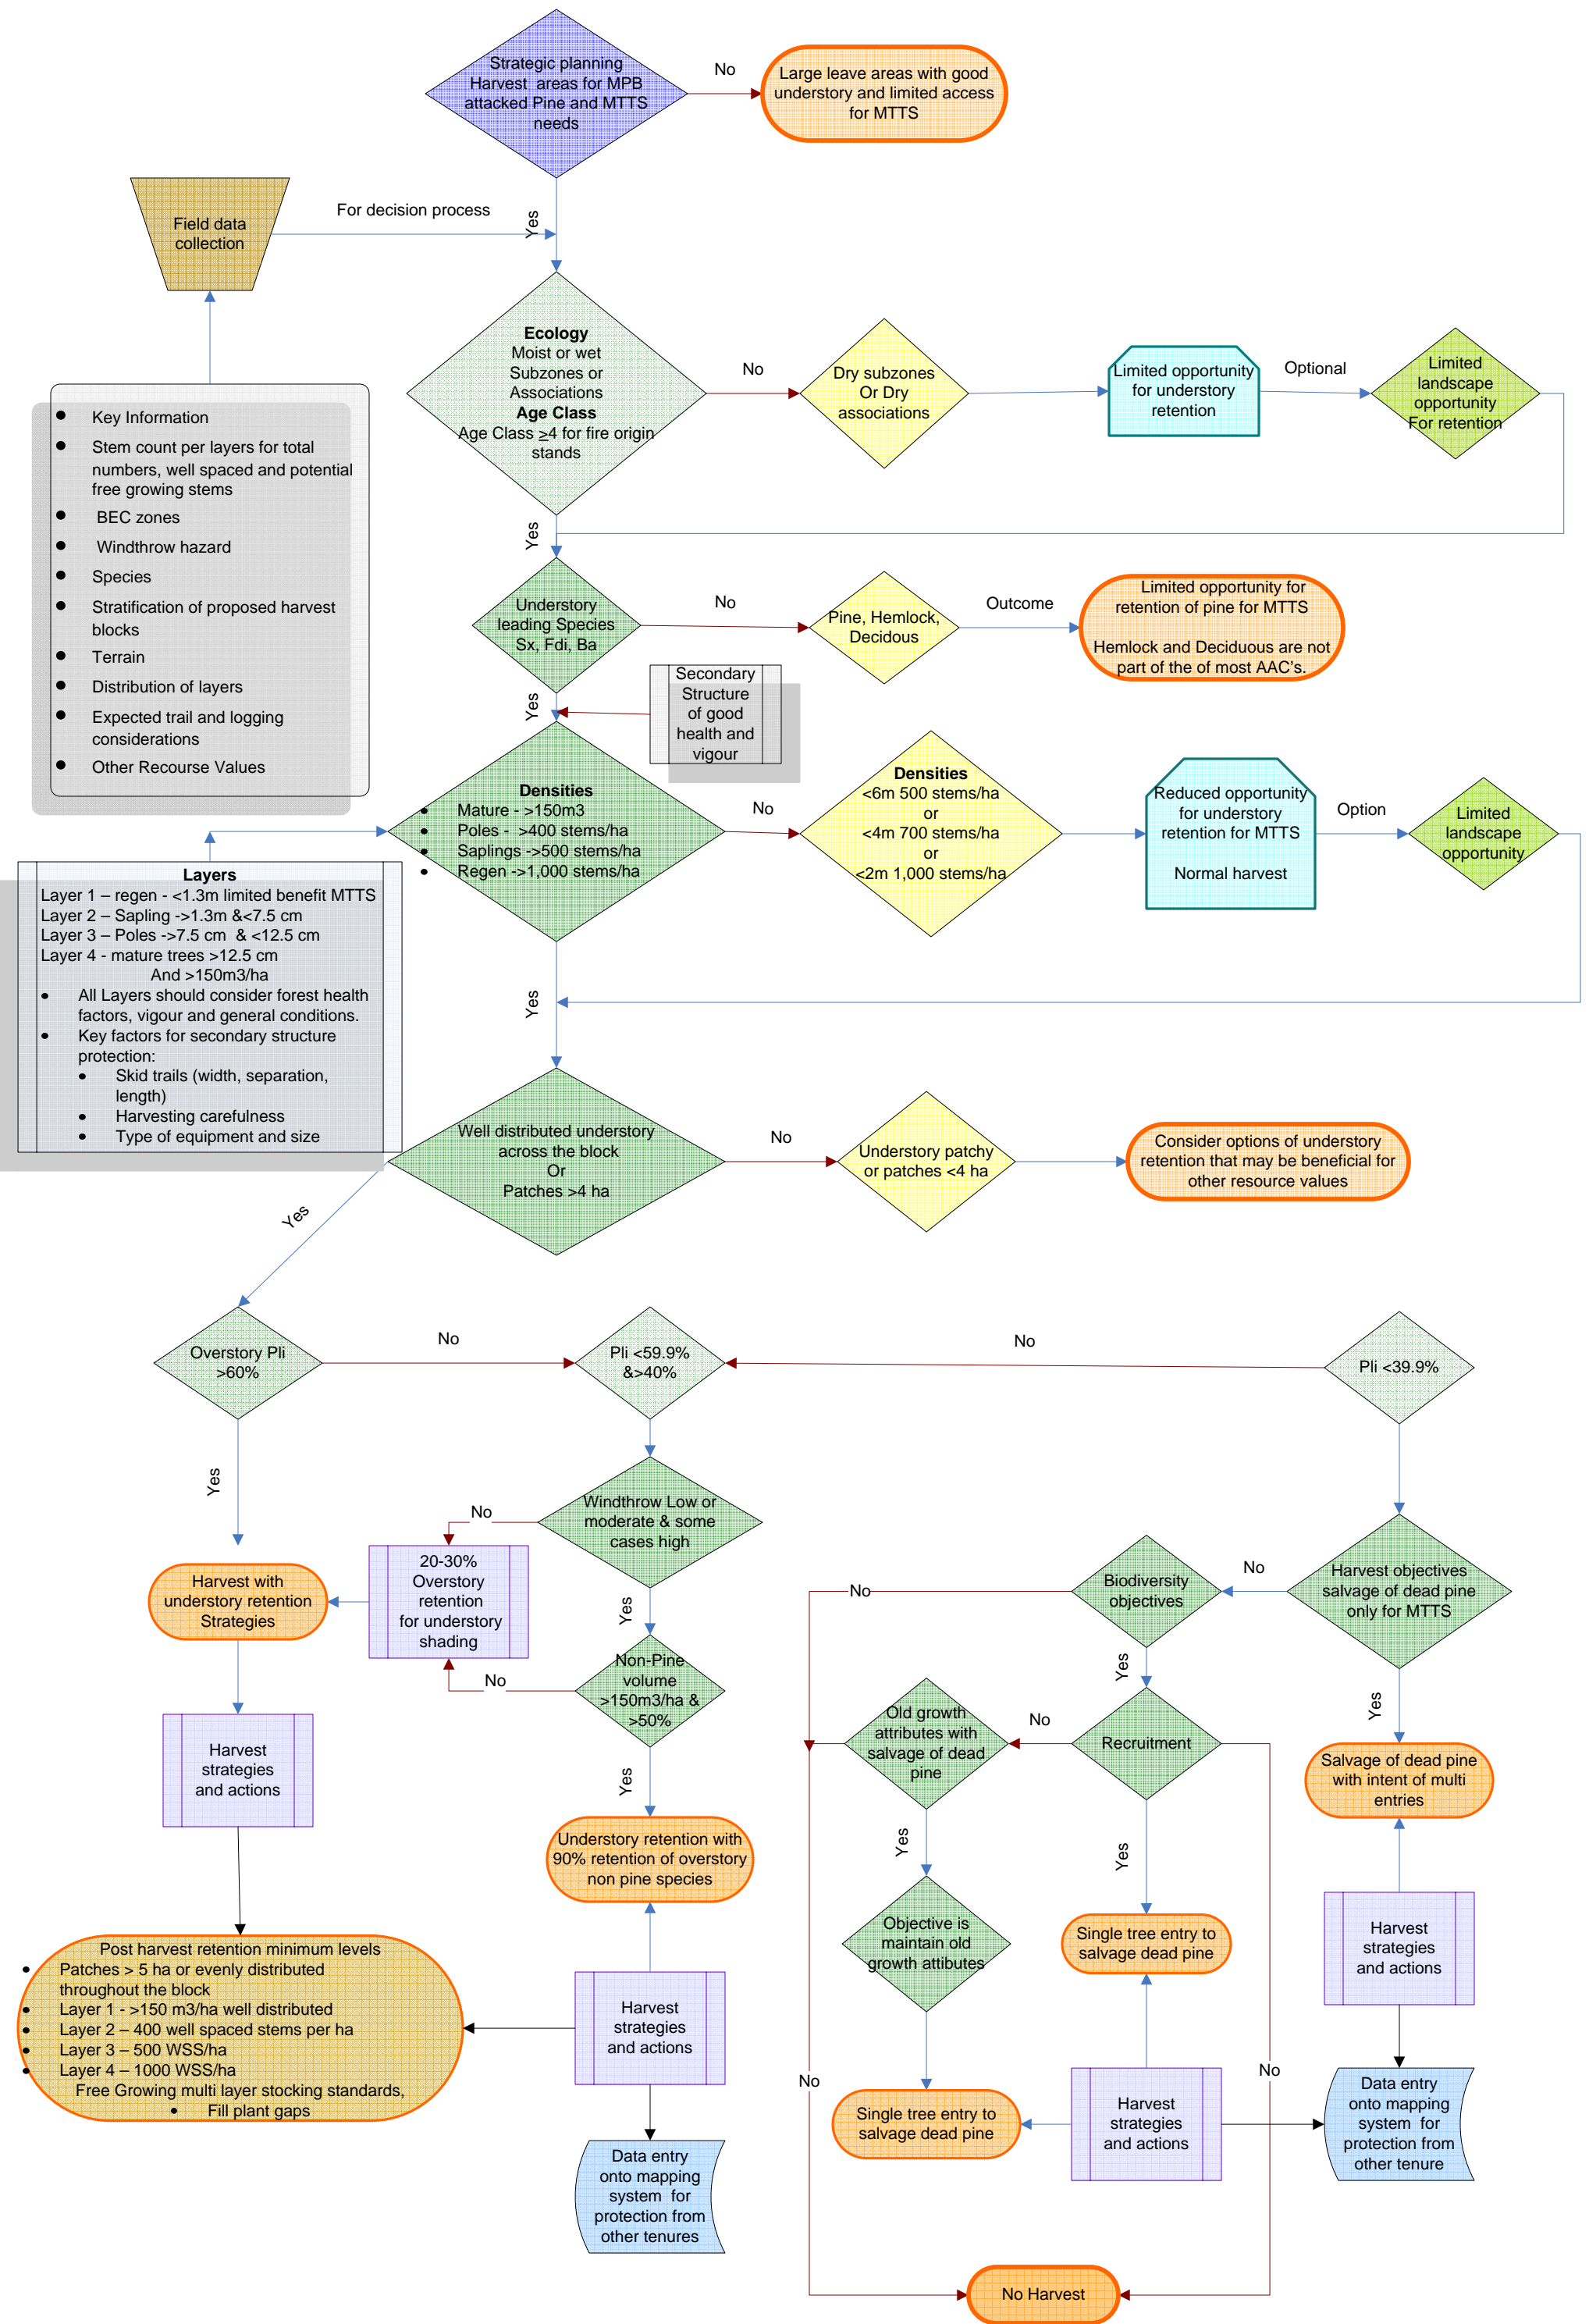 Strategic planning
Harvest areas for MPB
attacked Pine and MTTS
needs
No
Large leave areas with good
understory and limited access
for MTTS
Yes
Field data
collection
For decision process
Ecology
Moist or wet
Subzones or
Associations
Age Class
Age Class ≥4 for fire origin
stands
No
Dry subzones
Or Dry
associations
Limited opportunity
for understory
retention
Optional
Limited
landscape
opportunity
For retention
• Key Information
• Stem count per layers for total
numbers, well spaced and potential
free growing stems
• BEC zones
• Windthrow hazard
• Species
• Stratification of proposed harvest
blocks
• Terrain
• Distribution of layers
• Expected trail and logging
considerations
• Other Recourse Values
Yes
Understory
leading Species
Sx, Fdi, Ba
No
Pine, Hemlock,
Decidous
Outcome
Limited opportunity for
retention of pine for MTTS
Hemlock and Deciduous are not
part of the of most AAC's.
Yes
Secondary
Structure
of good
health and
vigour
Densities
• Mature - >150m3
• Poles - >400 stems/ha
• Saplings ->500 stems/ha
• Regen ->1,000 stems/ha
No
Densities
<6m 500 stems/ha
or
<4m 700 stems/ha
or
<2m 1,000 stems/ha
Reduced opportunity
for understory
retention for MTTS
Normal harvest
Option
Limited
landscape
opportunity
Layers
Layer 1 – regen - <1.3m limited benefit MTTS
Layer 2 – Sapling ->1.3m &<7.5 cm
Layer 3 – Poles ->7.5 cm & <12.5 cm
Layer 4 - mature trees >12.5 cm
And >150m3/ha
• All Layers should consider forest health
factors, vigour and general conditions.
• Key factors for secondary structure
protection:
• Skid trails (width, separation,
length)
• Harvesting carefulness
• Type of equipment and size
Yes
Well distributed understory
across the block
Or
Patches >4 ha
No
Understory patchy
or patches <4 ha
Consider options of understory
retention that may be beneficial for
other resource values
Yes
Overstory Pli
>60%
No
Pli <59.9%
&>40%
No
Pli <39.9%
Yes
Windthrow Low or
moderate & some
cases high
No
20-30%
Overstory
retention
for understory
shading
Harvest with
understory retention
Strategies
Yes
Non-Pine
volume
>150m3/ha &
>50%
No
Biodiversity
objectives
No
No
Harvest objectives
salvage of dead pine
only for MTTS
Yes
Yes
Old growth
attributes with
salvage of dead
pine
No
Recruitment
Salvage of dead pine
with intent of multi
entries
Harvest
strategies
and actions
Yes
Understory retention with
90% retention of overstory
non pine species
Yes
Yes
Objective is
maintain old
growth attibutes
Single tree entry to
salvage dead pine
Harvest
strategies
and actions
Post harvest retention minimum levels
• Patches > 5 ha or evenly distributed
throughout the block
• Layer 1 - >150 m3/ha well distributed
• Layer 2 – 400 well spaced stems per ha
• Layer 3 – 500 WSS/ha
• Layer 4 – 1000 WSS/ha
Free Growing multi layer stocking standards,
• Fill plant gaps
Harvest
strategies
and actions
No
Single tree entry to
salvage dead pine
Harvest
strategies
and actions
No
Data entry
onto mapping
system for
protection from
other tenure
Data entry
onto mapping
system for
protection from
other tenures
No Harvest